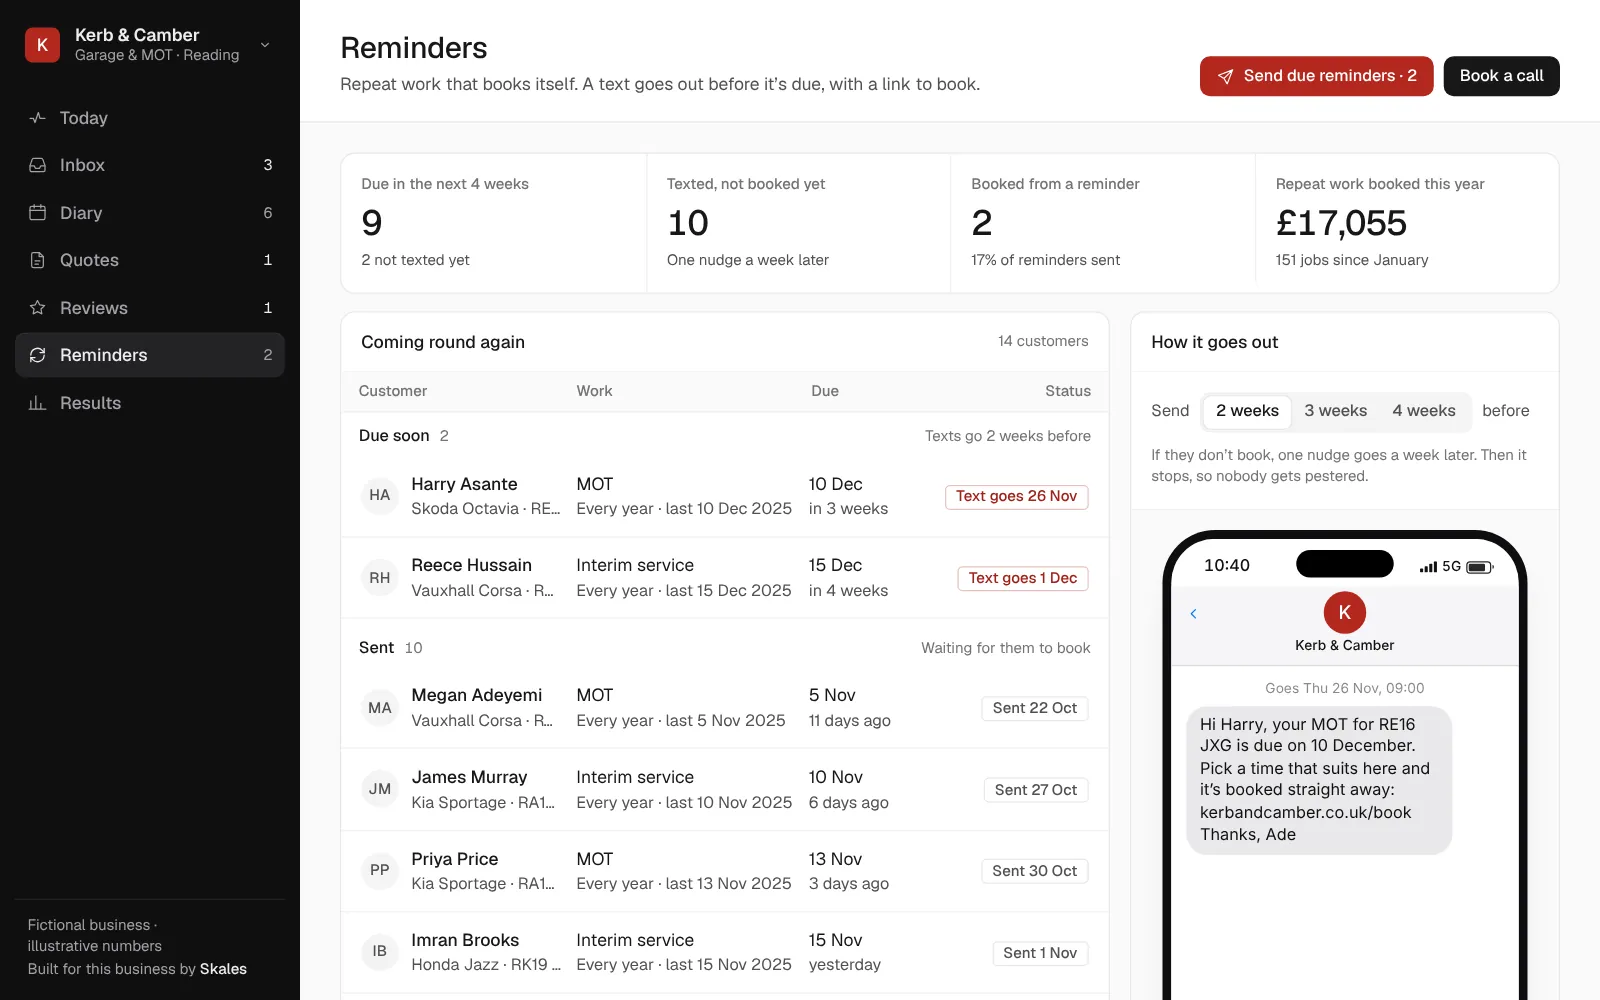 K
Kerb & Camber
Garage & MOT · Reading
Today
Inbox 3
Diary 6
Quotes 1
Reviews 1
Reminders 2
Results
Fictional business ·
illustrative numbers
Built for this business by Skales
Reminders
Repeat work that books itself. A text goes out before it’s due, with a link to book.
Send due reminders · 2
Book a call
Due in the next 4 weeks
9
2 not texted yet
Texted, not booked yet
10
One nudge a week later
Booked from a reminder
2
17% of reminders sent
Repeat work booked this year
£17,055
151 jobs since January
Coming round again 14 customers
Customer Work Due Status
Due soon 2 Texts go 2 weeks before
HA Harry Asante MOT 10 Dec Text goes 26 Nov
Skoda Octavia · RE... Every year · last 10 Dec 2025 in 3 weeks
RH Reece Hussain Interim service 15 Dec Text goes 1 Dec
Vauxhall Corsa · R... Every year · last 15 Dec 2025 in 4 weeks
Sent 10 Waiting for them to book
MA Megan Adeyemi MOT 5 Nov Sent 22 Oct
Vauxhall Corsa · R... Every year · last 5 Nov 2025 11 days ago
JM James Murray Interim service 10 Nov Sent 27 Oct
Kia Sportage · RA1... Every year · last 10 Nov 2025 6 days ago
PP Priya Price MOT 13 Nov Sent 30 Oct
Kia Sportage · RA1... Every year · last 13 Nov 2025 3 days ago
IB Imran Brooks Interim service 15 Nov Sent 1 Nov
Honda Jazz · RK19 ... Every year · last 15 Nov 2025 yesterday
How it goes out
Send 2 weeks 3 weeks 4 weeks before
If they don’t book, one nudge goes a week later. Then it
stops, so nobody gets pestered.
10:40 5G
K
Kerb & Camber
Goes Thu 26 Nov, 09:00
Hi Harry, your MOT for RE16
JXG is due on 10 December.
Pick a time that suits here and
it’s booked straight away:
kerbandcamber.co.uk/book
Thanks, Ade